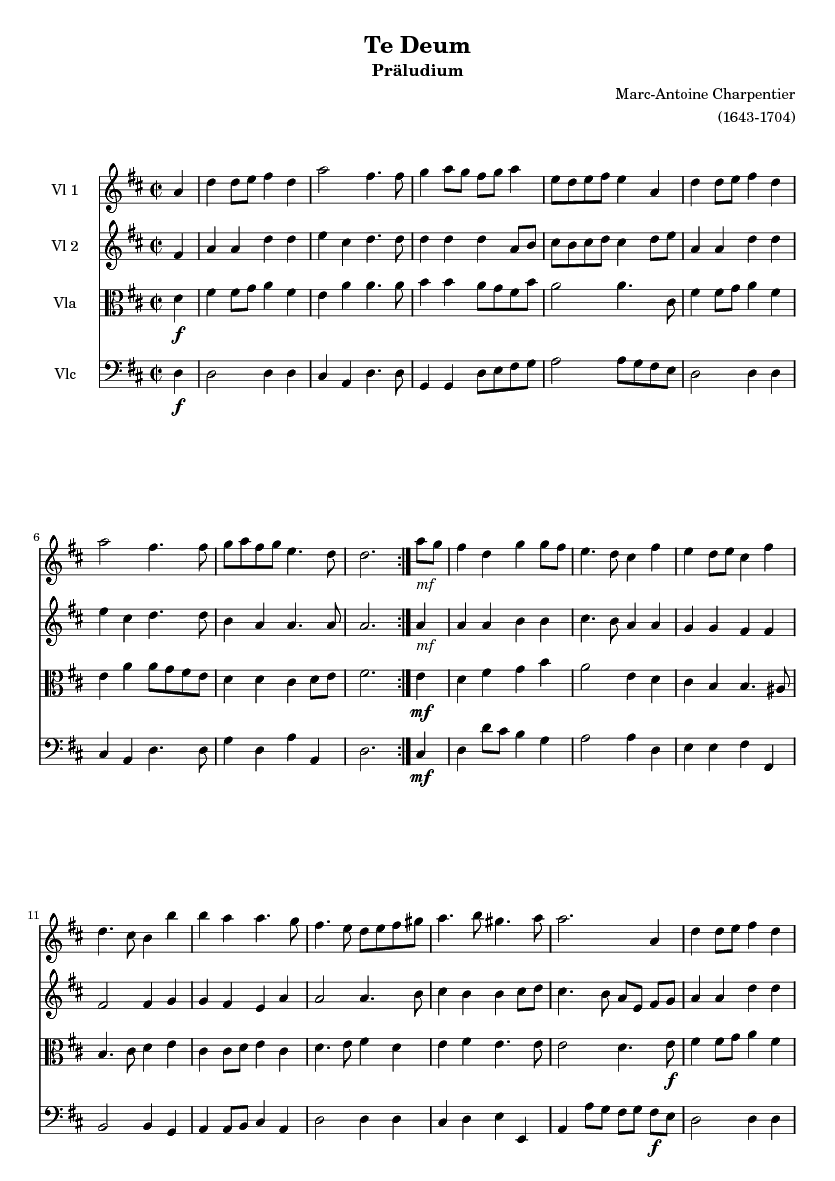 Te Deum
Präludium
Marc-Antoine Charpentier
(1643-1704)
Vl 1
Vl 2
Vla
f
Vlc
f
6
mf
mf
mf
mf
11
f
f